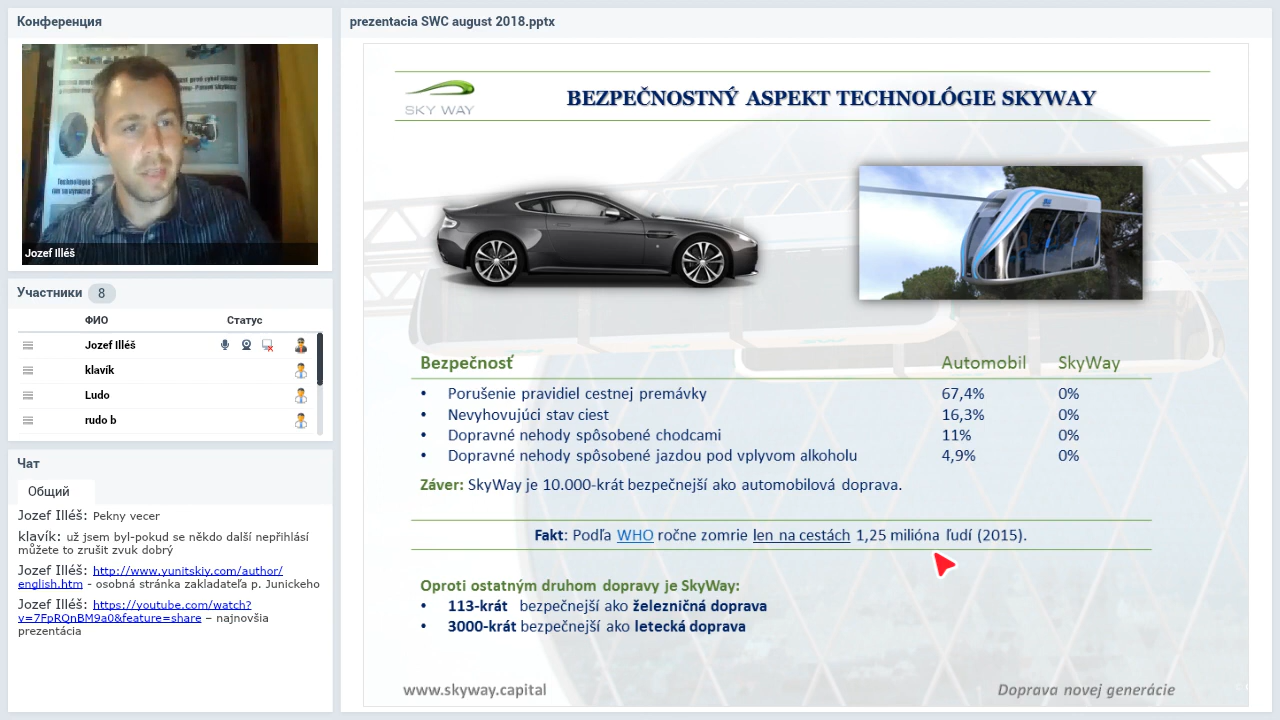 Конференция
Jozef Illéš
Участники 8
ФИО Статус
Jozef Illéš
klavík
Ludo
rudo b
Чат
Общий
Jozef Illéš: Pekny vecer
klavík: už jsem byl-pokud se někdo další nepřihlásí
můžete to zrušit zvuk dobrý
Jozef Illéš: http://www.yunitskiy.com/author/
english.htm - osobná stránka zakladateľa p. Junickeho
Jozef Illéš: https://youtube.com/watch?
v=7FpRQnBM9a0&feature=share – najnovšia
prezentácia
prezentacia SWC august 2018.pptx
SKY WAY
BEZPEČNOSTNÝ ASPEKT TECHNOLÓGIE SKYWAY
Bezpečnosť Automobil SkyWay
• Porušenie pravidiel cestnej premávky 67,4% 0%
• Nevyhovujúci stav ciest 16,3% 0%
• Dopravné nehody spôsobené chodcami 11% 0%
• Dopravné nehody spôsobené jazdou pod vplyvom alkoholu 4,9% 0%
Záver: SkyWay je 10.000-krát bezpečnejší ako automobilová doprava.
Fakt: Podľa WHO ročne zomrie len na cestách 1,25 milióna ľudí (2015).
Oproti ostatným druhom dopravy je SkyWay:
• 113-krát bezpečnejší ako železničná doprava
• 3000-krát bezpečnejší ako letecká doprava
www.skyway.capital
Doprava novej generácie